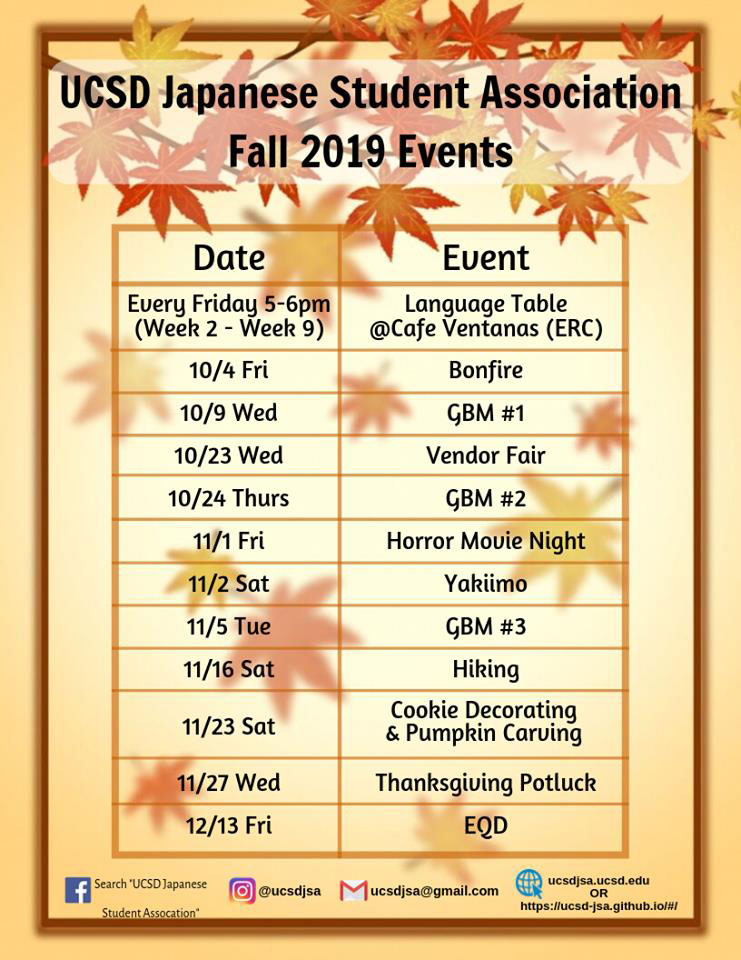 UCSD Japanese Student Association
Fall 2019 Events
Date
Event
Every Friday 5-6pm
(Week 2 - Week 9)
Language Table
@Cafe Ventanas (ERC)
10/4 Fri
Bonfire
10/9 Wed
GBM #1
10/23 Wed
Vendor Fair
10/24 Thurs
GBM #2
11/1 Fri
Horror Movie Night
11/2 Sat
Yakiimo
11/5 Tue
GBM #3
11/16 Sat
Hiking
11/23 Sat
Cookie Decorating
& Pumpkin Carving
11/27 Wed
Thanksgiving Potluck
12/13 Fri
EQD
Search "UCSD Japanese
Student Assocation"
@ucsdjsa
ucsdjsa@gmail.com
ucsdjsa.ucsd.edu
OR
https://ucsd-jsa.github.io/#/